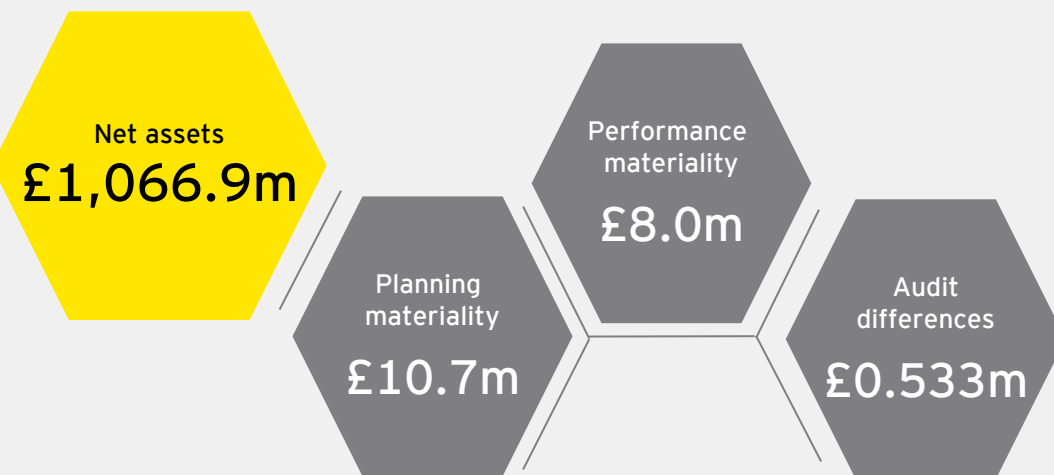 Net assets
£1,066.9m
Planning
materiality
£10.7m
Performance
materiality
£8.0m
Audit
differences
£0.533m